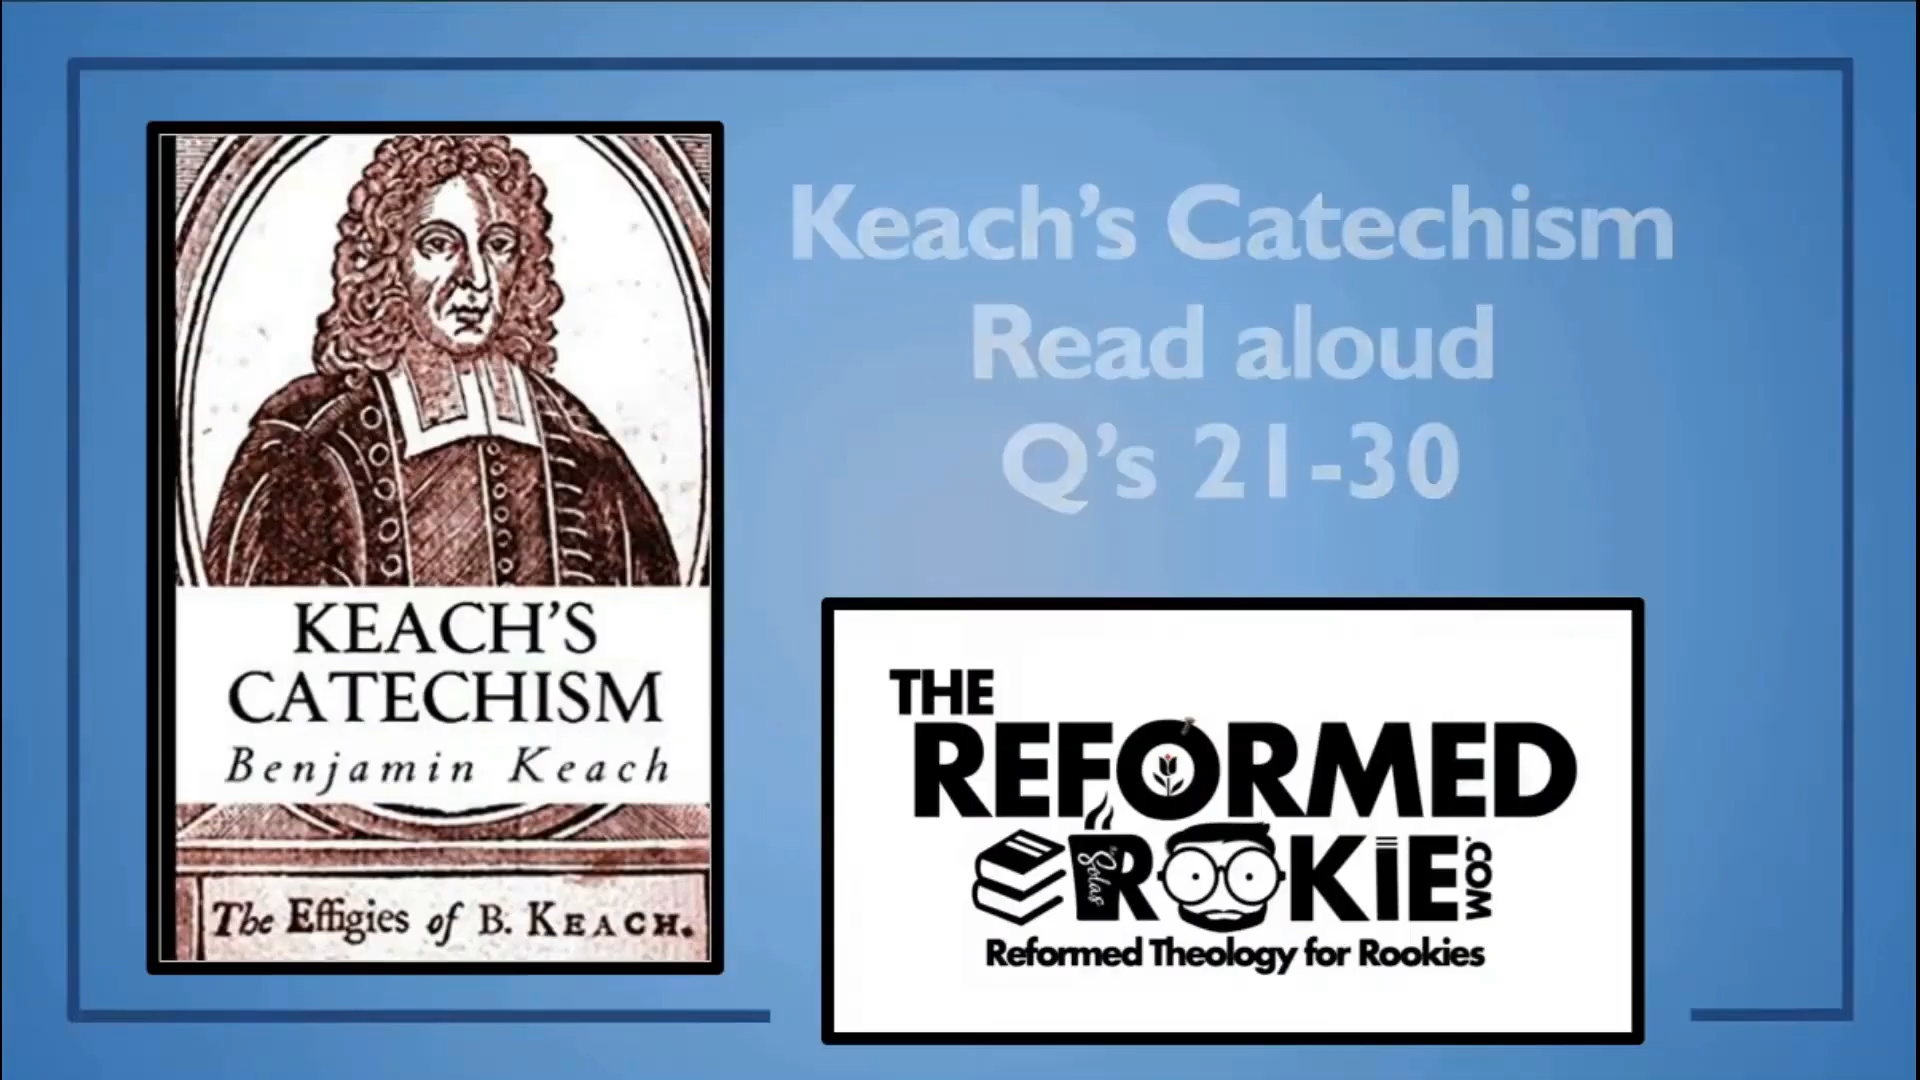 Keach’s Catechism
Read aloud
Q’s 21-30
KEACH’S
CATECHISM
Benjamin Keach
The Effigies of B. KEACH.
THE
REFORMED
ROOKIE.COM
Solas
Reformed Theology for Rookies